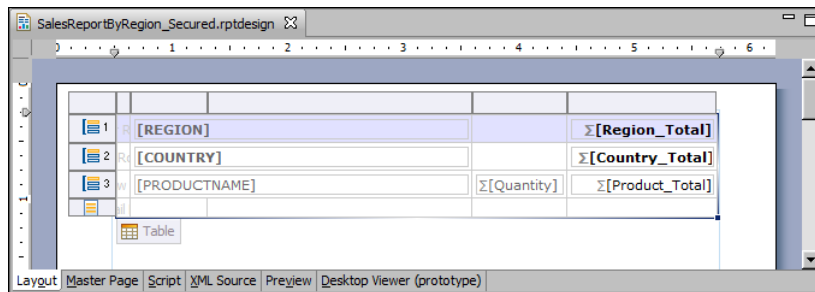 SalesReportByRegion_Secured.rptdesign
1 2 3 4 5 6
1 [REGION] Σ[Region_Total]
2 [COUNTRY] Σ[Country_Total]
3 [PRODUCTNAME] Σ[Quantity] Σ[Product_Total]
Table
Layout Master Page Script XML Source Preview Desktop Viewer (prototype)